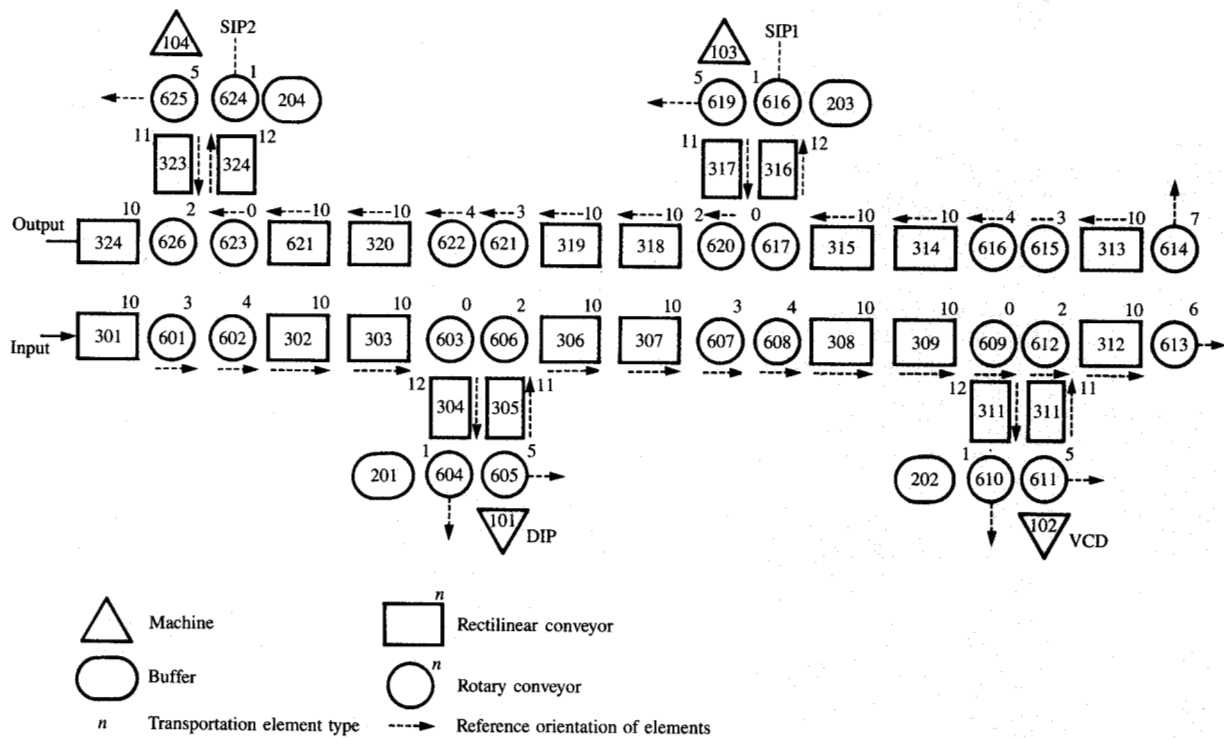 SIP2 SIP1
104 103
5 1 5 1
625 624 204 619 616 203
11 12 11 12
323 324 317 316
10 2 0 10 10 4 3 10 10 2 0 10 10 4 3 10 7
Output
324 626 623 621 320 622 621 319 318 620 617 315 314 616 615 313 614
10 3 4 10 10 0 2 10 10 3 4 10 10 0 2 10 6
301 601 602 302 303 603 606 306 307 607 608 308 309 609 612 312 613
Input
12 11 12 11
304 305 311 311
1 5 1 5
201 604 605 202 610 611
101 DIP 102 VCD
Machine
n
Rectilinear conveyor
Buffer
n
Rotary conveyor
n Transportation element type
Reference orientation of elements